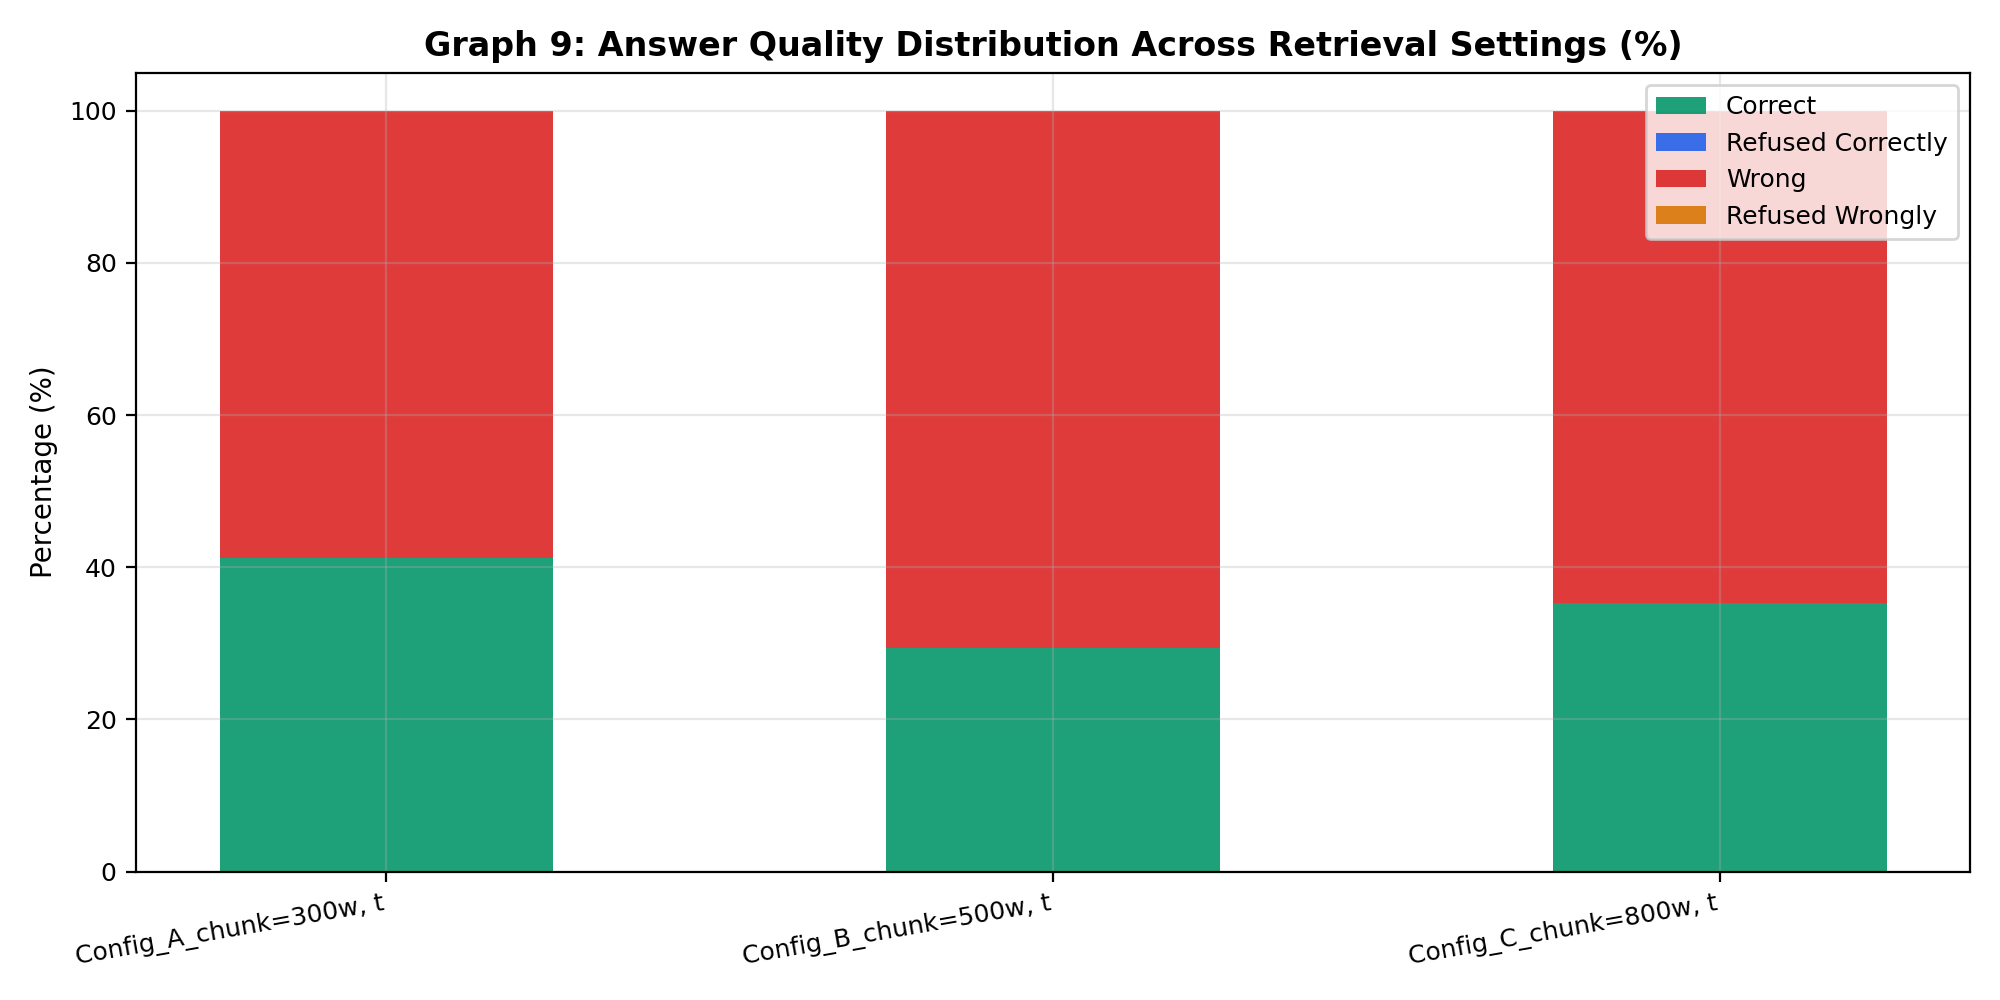 Graph 9: Answer Quality Distribution Across Retrieval Settings (%)
Correct
Refused Correctly
Wrong
Refused Wrongly
Percentage (%)
100
80
60
40
20
0
Config_A_chunk=300w, t
Config_B_chunk=500w, t
Config_C_chunk=800w, t